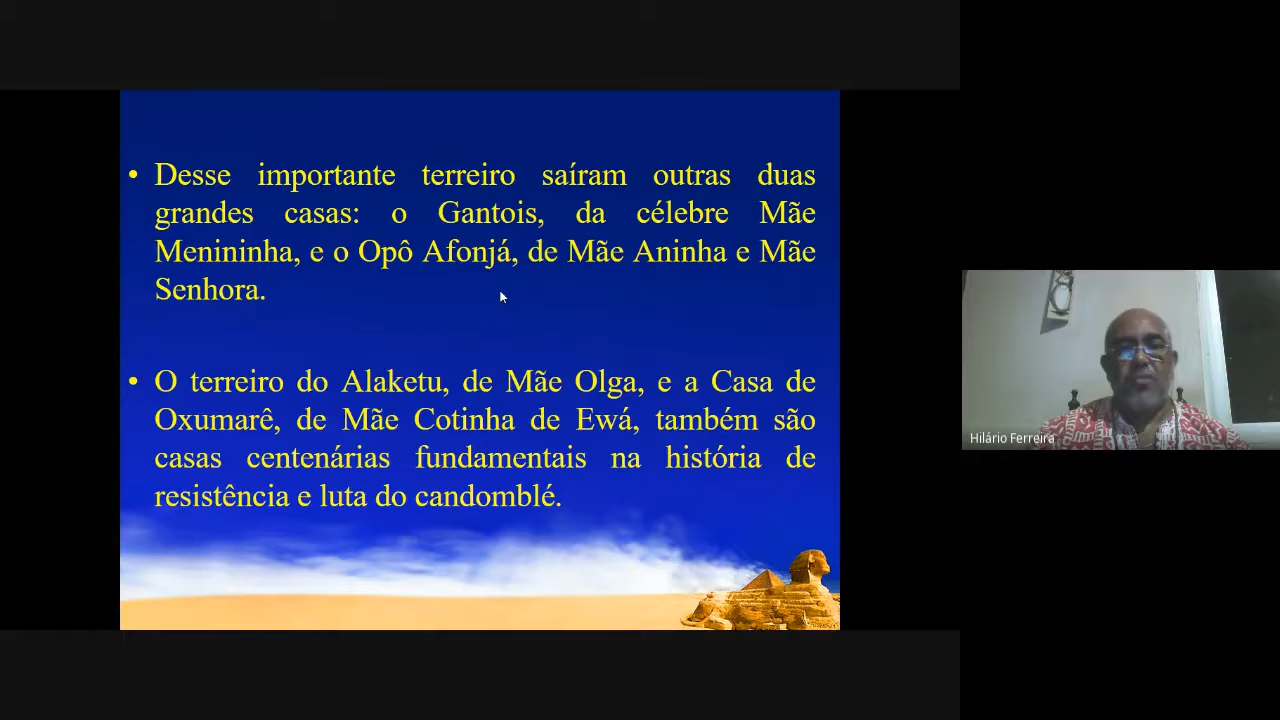 • Desse importante terreiro saíram outras duas
grandes casas: o Gantois, da célebre Mãe
Menininha, e o Opô Afonjá, de Mãe Aninha e Mãe
Senhora.
• O terreiro do Alaketu, de Mãe Olga, e a Casa de
Oxumarê, de Mãe Cotinha de Ewá, também são
casas centenárias fundamentais na história de
resistência e luta do candomblé.
Hilário Ferreira